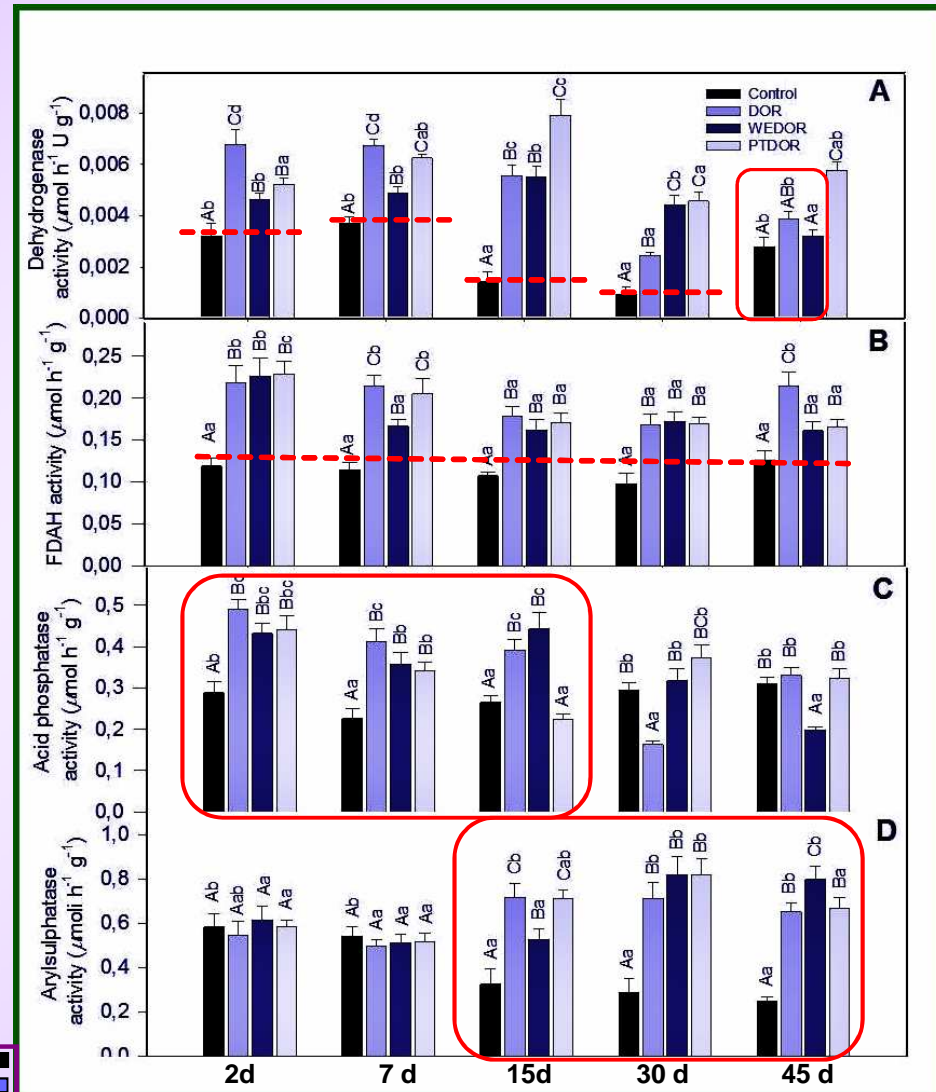 A
Control
DOR
WEDOR
PTDOR
Dehydrogenase
activity (μmol h⁻¹ U g⁻¹)
0,008
0,006
0,004
0,002
0,000
Ab Cd Bb Ba
Ab Cd Bb Cab
Aa Bc Bb Cc
Aa Ba Cb Ca
Ab ABb Aa Cab
B
FDAH activity (μmol h⁻¹ g⁻¹)
0,25
0,20
0,15
0,10
0,05
0,00
Aa Bb Bb Bc
Aa Cb Ba Cb
Aa Ba Ba Ba
Aa Ba Ba Ba
Aa Cb Ba Ba
C
Acid phosphatase
activity (μmol h⁻¹ g⁻¹)
0,5
0,4
0,3
0,2
0,1
0,0
Ab Bc Bbc Bbc
Aa Bc Bb Bb
Aa Bc Bc Aa
Bb Aa Bb BCb
Bb Bb Aa Bb
D
Arylsulphatase
activity (μmoli h⁻¹ g⁻¹)
1,0
0,8
0,6
0,4
0,2
0,0
Ab Aab Aa Aa
Ab Aa Aa Aa
Aa Cb Ba Cab
Aa Bb Bb Bb
Aa Bb Cb Ba
2d 7 d 15d 30 d 45 d